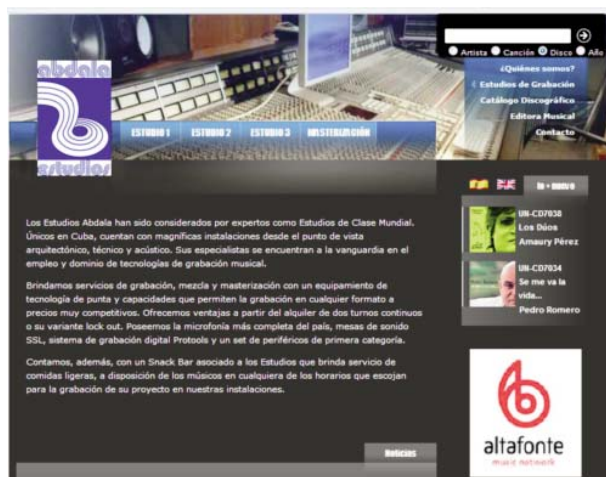 Artista Canción Disco Año
¿Quiénes somos?
Estudios de Grabación
Catálogo Discográfico
Editora Musical
Contacto
abdala
estudios
ESTUDIO 1 ESTUDIO 2 ESTUDIO 3 MASTERIZACIÓN
lo + nuevo
UN-CD7038
Los Dúos
Amaury Pérez
UN-CD7034
Se me va la
vida...
Pedro Romero
Los Estudios Abdala han sido considerados por expertos como Estudios de Clase Mundial.
Únicos en Cuba, cuentan con magníficas instalaciones desde el punto de vista
arquitectónico, técnico y acústico. Sus especialistas se encuentran a la vanguardia en el
empleo y dominio de tecnologías de grabación musical.
Brindamos servicios de grabación, mezcla y masterización con un equipamiento de
tecnología de punta y capacidades que permiten la grabación en cualquier formato a
precios muy competitivos. Ofrecemos ventajas a partir del alquiler de dos turnos continuos
o su variante lock out. Poseemos la microfonía más completa del país, mesas de sonido
SSL, sistema de grabación digital Protools y un set de periféricos de primera categoría.
Contamos, además, con un Snack Bar asociado a los Estudios que brinda servicio de
comidas ligeras, a disposición de los músicos en cualquiera de los horarios que escojan
para la grabación de su proyecto en nuestras instalaciones.
altafonte
music network
Noticias